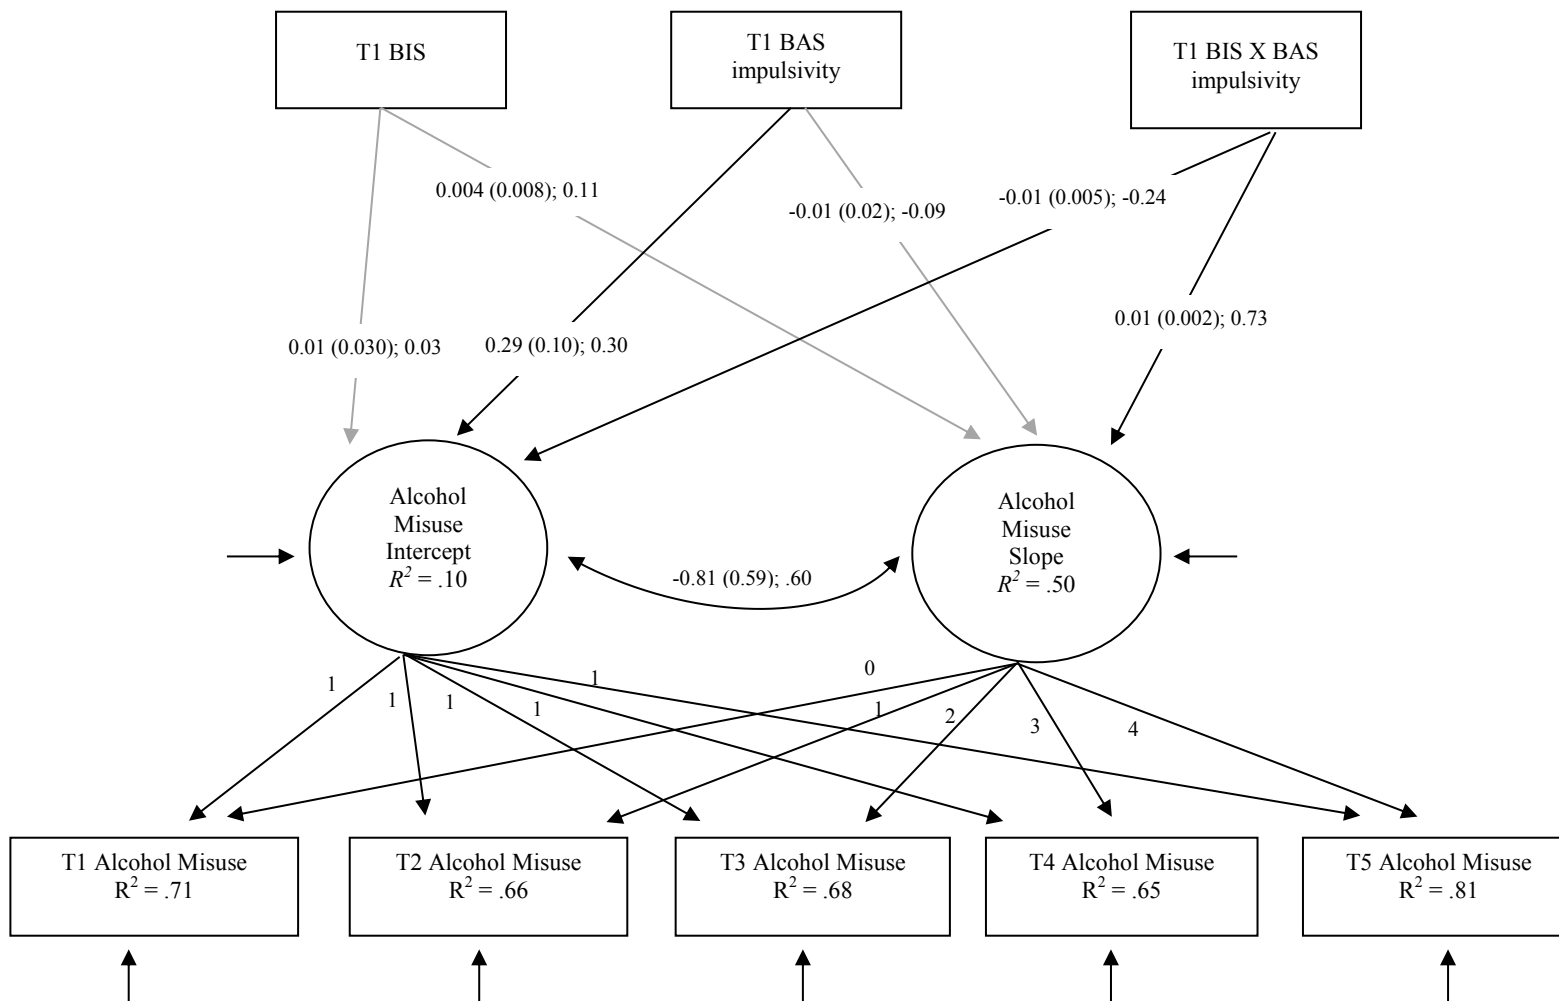 T1 BIS
T1 BAS
impulsivity
T1 BIS X BAS
impulsivity
0.004 (0.008); 0.11
-0.01 (0.02); -0.09
-0.01 (0.005); -0.24
0.01 (0.030); 0.03
0.29 (0.10); 0.30
0.01 (0.002); 0.73
Alcohol
Misuse
Intercept
R² = .10
Alcohol
Misuse
Slope
R² = .50
-0.81 (0.59); .60
1
1
1
1
1
0
1
2
3
4
T1 Alcohol Misuse
R² = .71
T2 Alcohol Misuse
R² = .66
T3 Alcohol Misuse
R² = .68
T4 Alcohol Misuse
R² = .65
T5 Alcohol Misuse
R² = .81